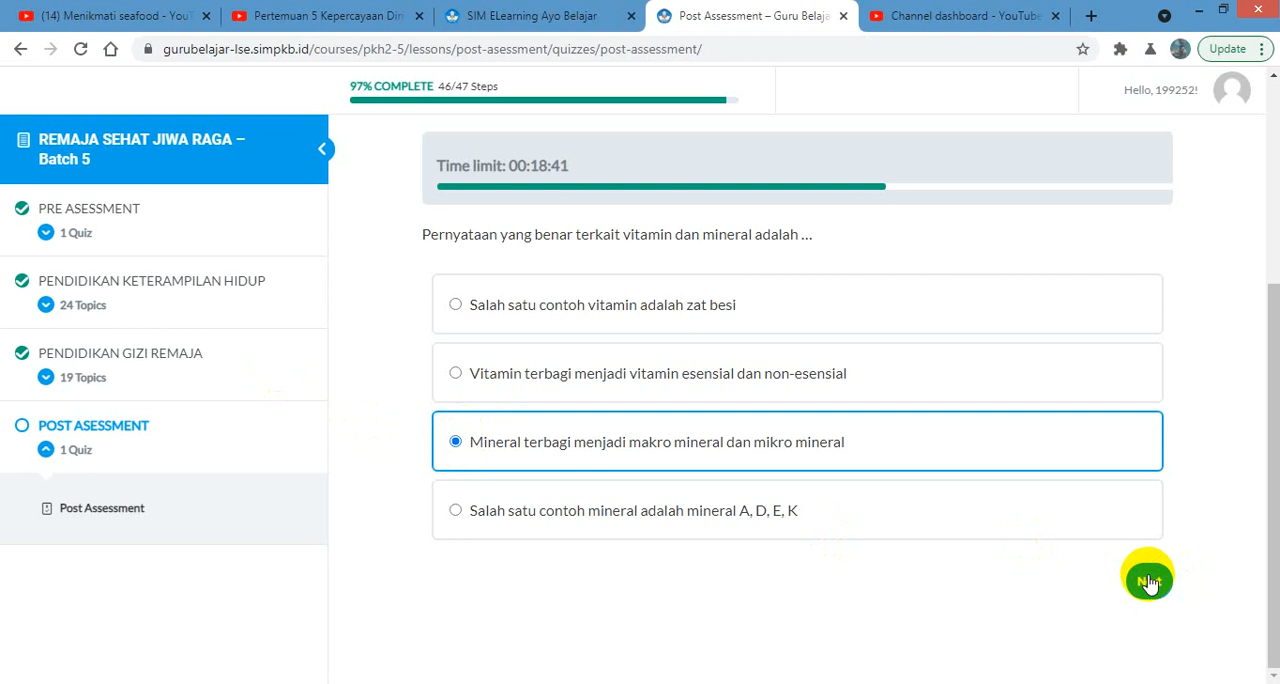 (14) Menikmati seafood - YouT
Pertemuan 5 Kepercayaan Diri
SIM ELearning Ayo Belajar
Post Assessment – Guru Belaja
Channel dashboard - YouTube
gurubelajar-lse.simpkb.id/courses/pkh2-5/lessons/post-asessment/quizzes/post-assessment/
Update
97% COMPLETE 46/47 Steps
Hello, 199252!
REMAJA SEHAT JIWA RAGA –
Batch 5
PRE ASESSMENT
1 Quiz
PENDIDIKAN KETERAMPILAN HIDUP
24 Topics
PENDIDIKAN GIZI REMAJA
19 Topics
POST ASESSMENT
1 Quiz
Post Assessment
Time limit: 00:18:41
Pernyataan yang benar terkait vitamin dan mineral adalah ...
Salah satu contoh vitamin adalah zat besi
Vitamin terbagi menjadi vitamin esensial dan non-esensial
Mineral terbagi menjadi makro mineral dan mikro mineral
Salah satu contoh mineral adalah mineral A, D, E, K